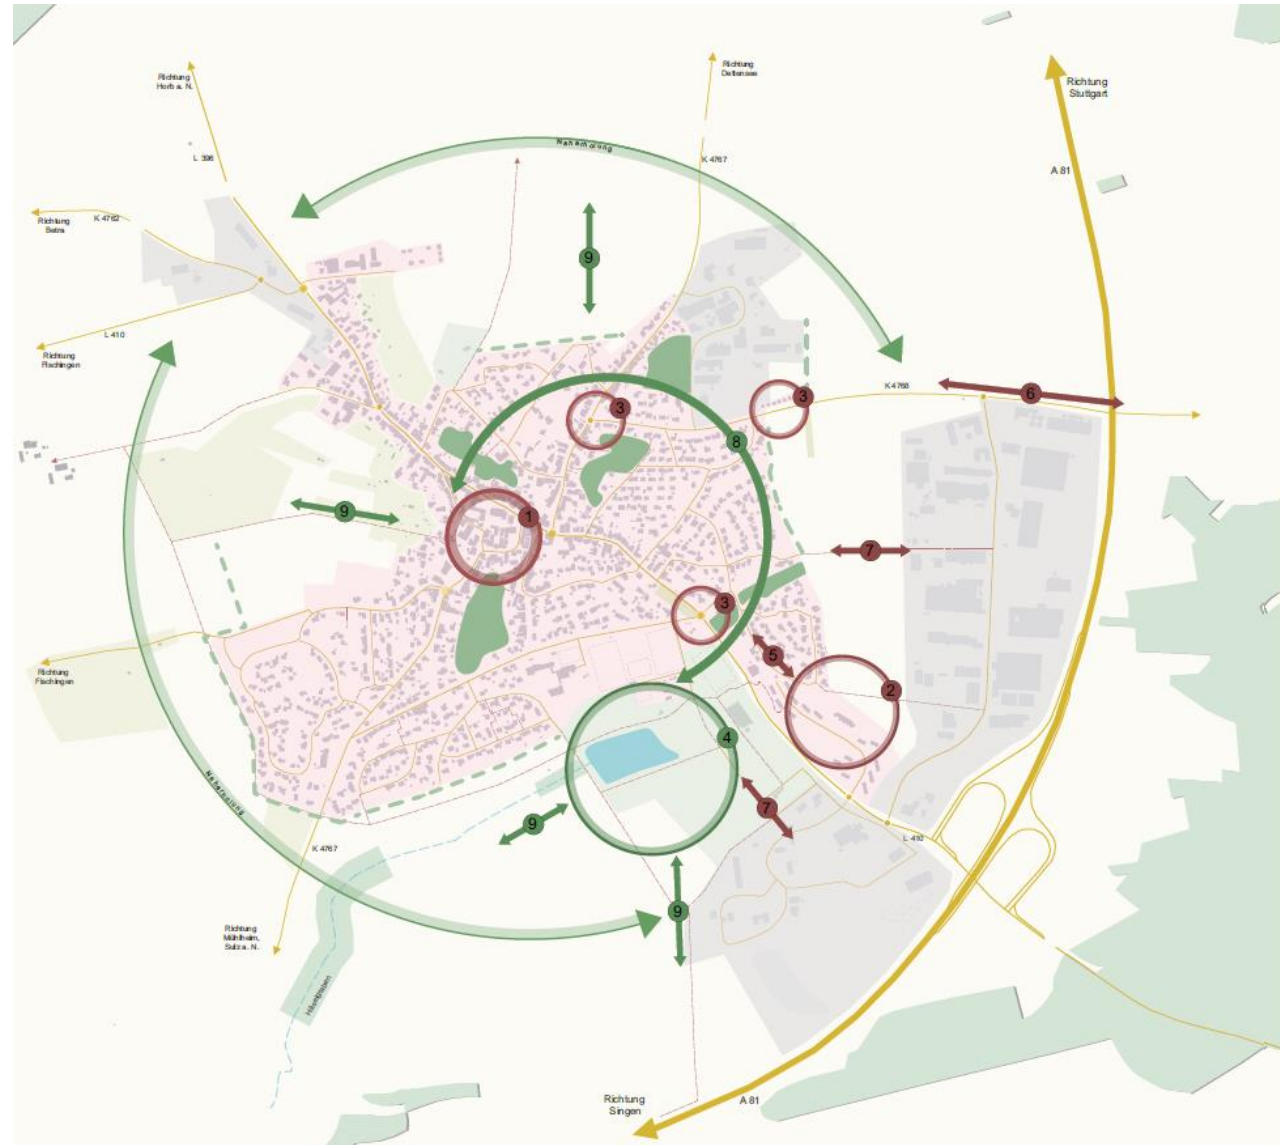 Richtung
Dettensee
Richtung
Horb a. N.
Richtung
Stuttgart
Naherholung
L 396
K 4767
A 81
K 4762
Richtung
Betra
9
L 410
Richtung
Fischingen
K 4768
6
3
3
8
9
1
7
3
5
Richtung
Fischingen
2
4
Naherholung
7
9
L 410
K 4767
9
Richtung
Mühlheim,
Sulz a. N.
Richtung
Singen
A 81